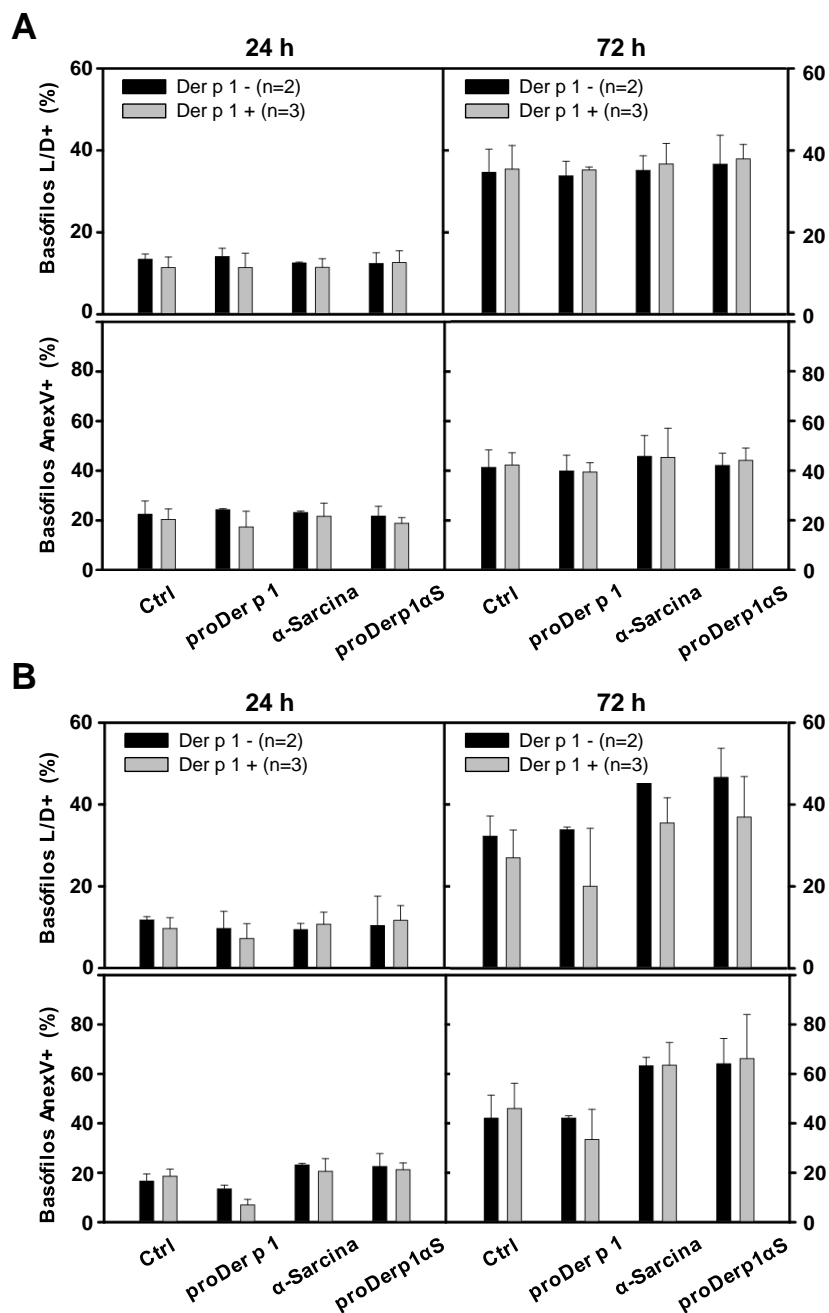 A
24 h 72 h
60 Der p 1 - (n=2) Der p 1 - (n=2) 60
Der p 1 + (n=3) Der p 1 + (n=3)
40 40
20 20
0 0
Basófilos L/D+ (%)
80 80
60 60
40 40
20 20
0 0
Basófilos AnexV+ (%)
Ctrl proDer p 1 α-Sarcina proDerp1αS Ctrl proDer p 1 α-Sarcina proDerp1αS
B
24 h 72 h
60 Der p 1 - (n=2) Der p 1 - (n=2) 60
Der p 1 + (n=3) Der p 1 + (n=3)
40 40
20 20
0 0
Basófilos L/D+ (%)
80 80
60 60
40 40
20 20
0 0
Basófilos AnexV+ (%)
Ctrl proDer p 1 α-Sarcina proDerp1αS Ctrl proDer p 1 α-Sarcina proDerp1αS